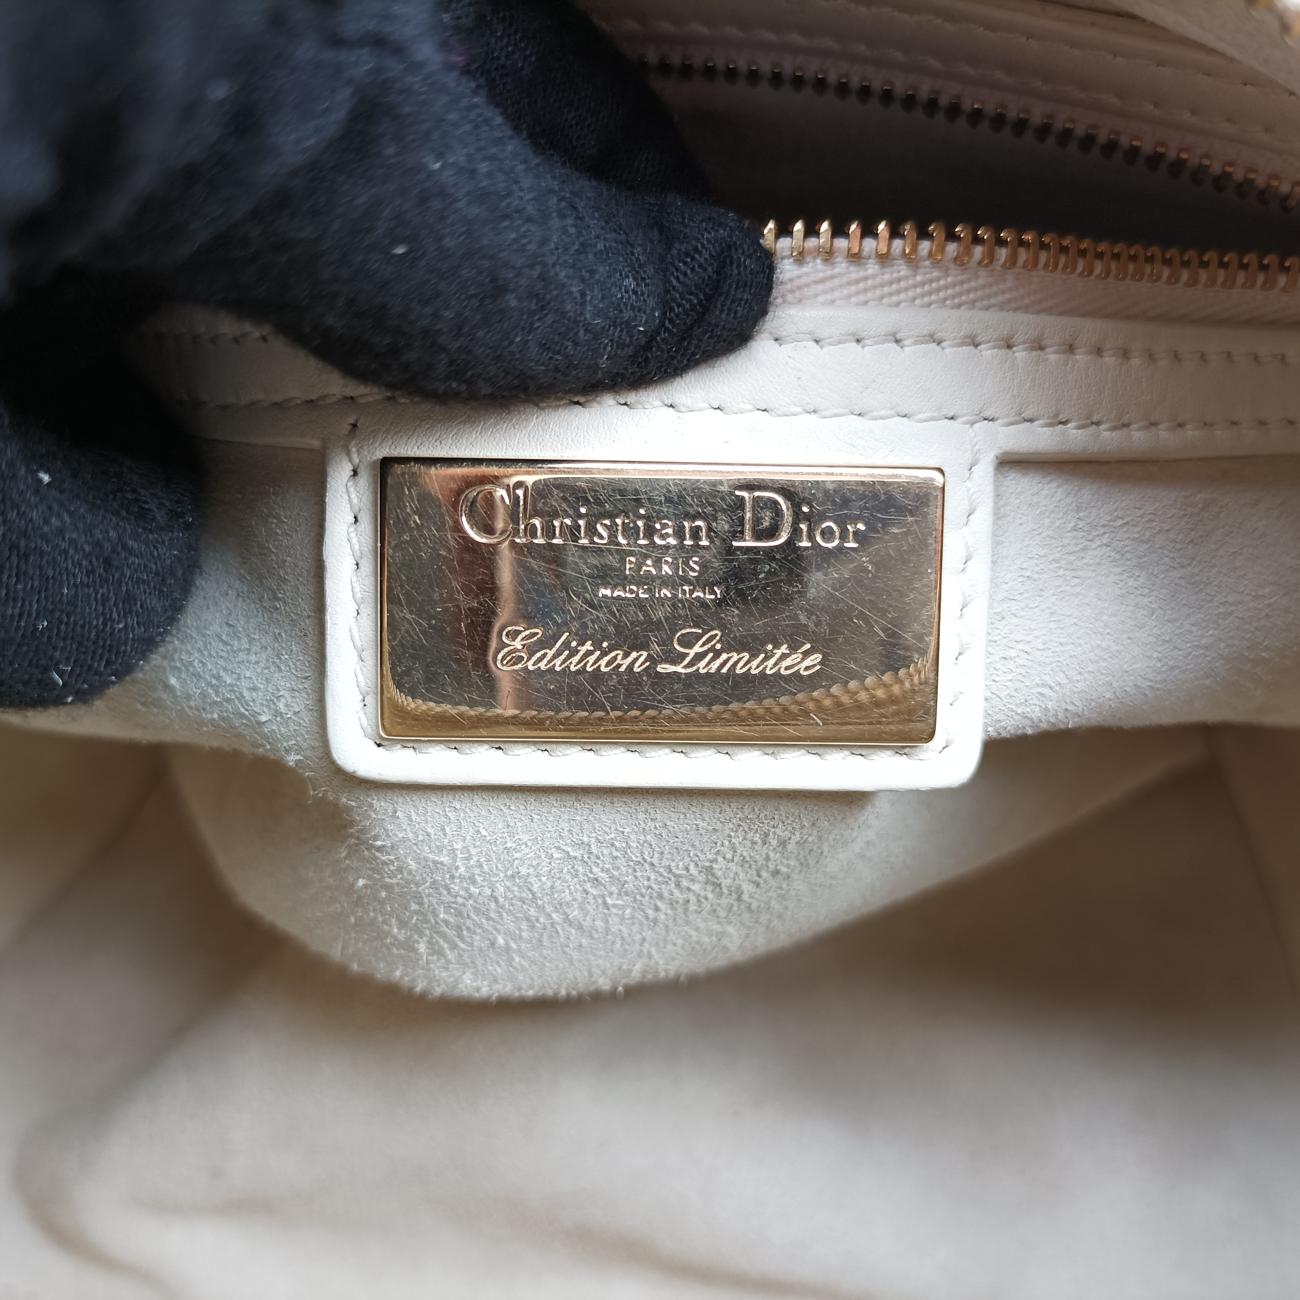 Christian Dior
PARIS
MADE IN ITALY
Edition Limitée